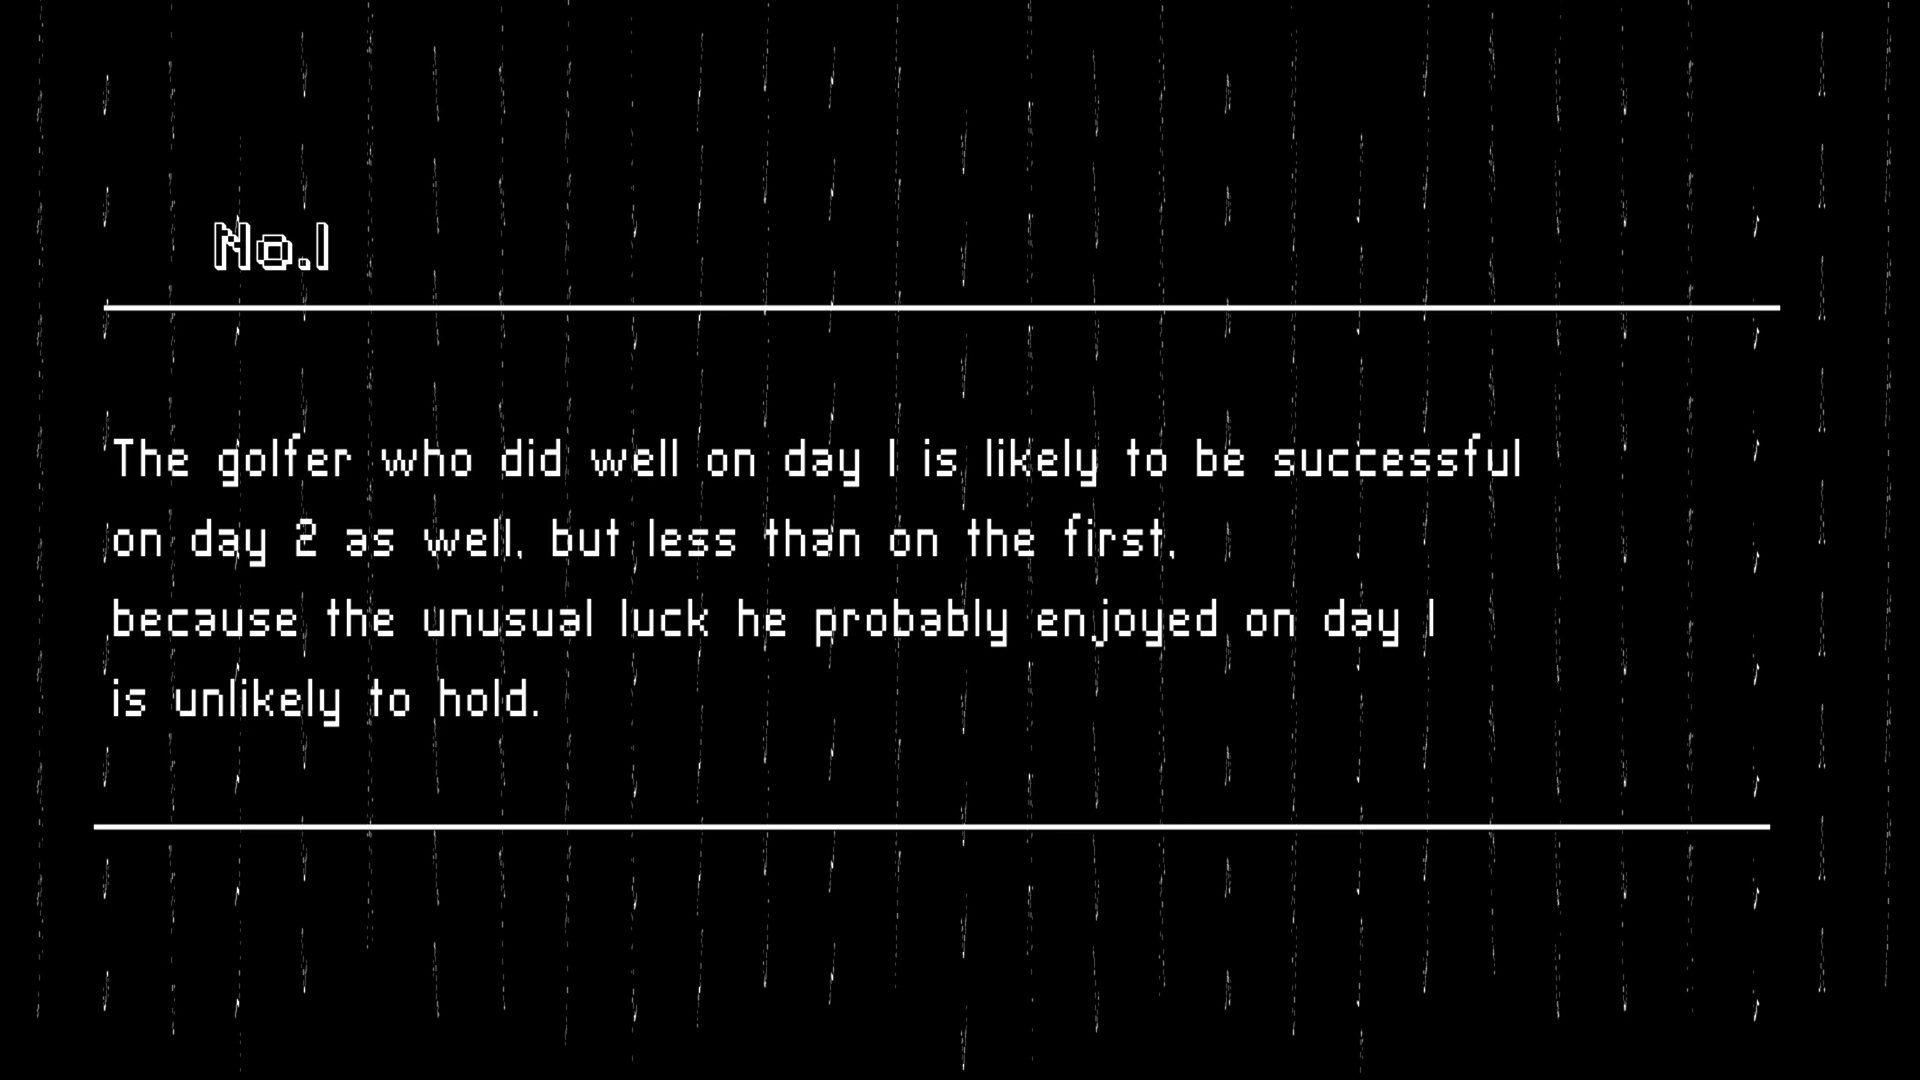 No.1
The golfer who did well on day 1 is likely to be successful
on day 2 as well, but less than on the first,
because the unusual luck he probably enjoyed on day 1
is unlikely to hold.